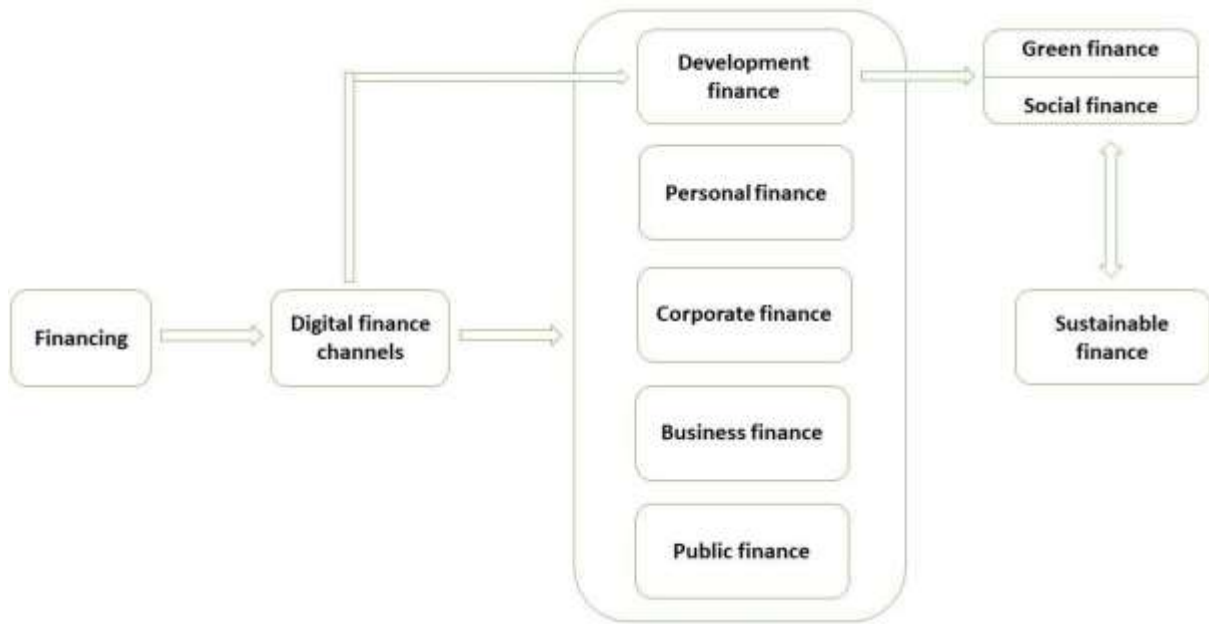 Financing
Digital finance
channels
Development
finance
Personal finance
Corporate finance
Business finance
Public finance
Green finance
Social finance
Sustainable
finance